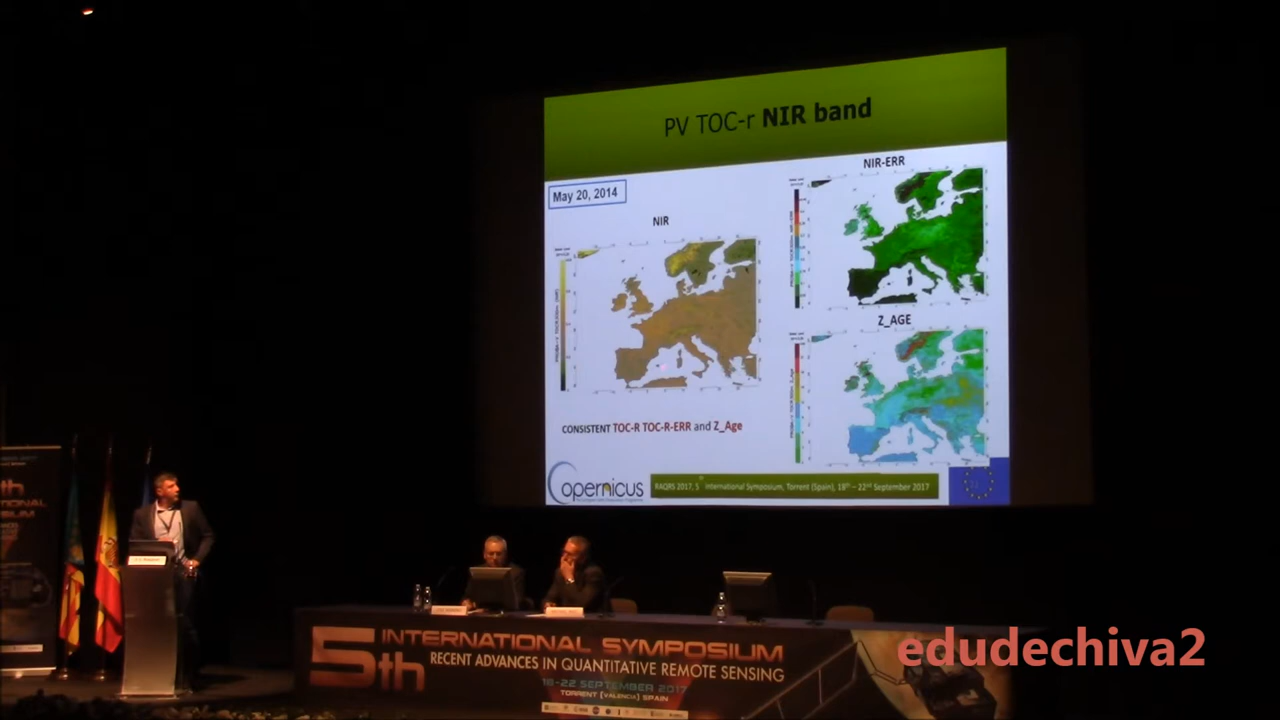 PV TOC-r NIR band
May 20, 2014
NIR
NIR-ERR
Z_AGE
CONSISTENT TOC-R TOC-R-ERR and Z_Age
Copernicus
RAQRS 2017, 5th International Symposium, Torrent (Spain), 18th – 22nd September 2017
5th
INTERNATIONAL SYMPOSIUM
RECENT ADVANCES IN QUANTITATIVE REMOTE SENSING
18-22 SEPTEMBER 2017
TORRENT (VALENCIA) SPAIN
edudechiva2